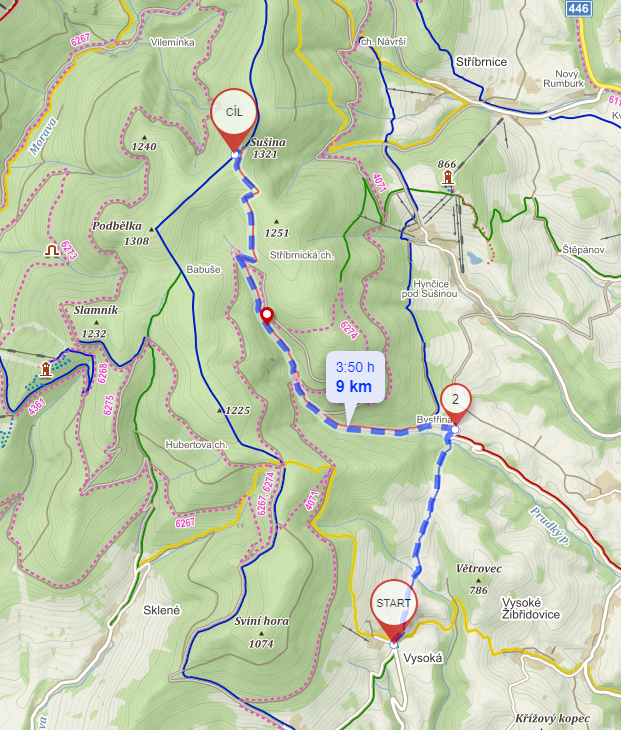 446
6267
Vilemínka
ch. Návrší
Stříbrnice
Nový
Rumburk
CÍL
Morava
Sušina
1321
1240
866
4071
Podbělka
1308
1251
Stříbrnická ch.
Štěpánov
6273
Babuše
Hynčice
pod Sušinou
Slamník
1232
6274
3:50 h
9 km
6268
4361
6275
1225
2
Bystřina
Hubertova ch.
6267, 6274
4071
6267
Prudký p.
Větrovec
786
START
Vysoké
Žibřidovice
Sklené
Sviní hora
1074
Vysoká
Křížový kopec